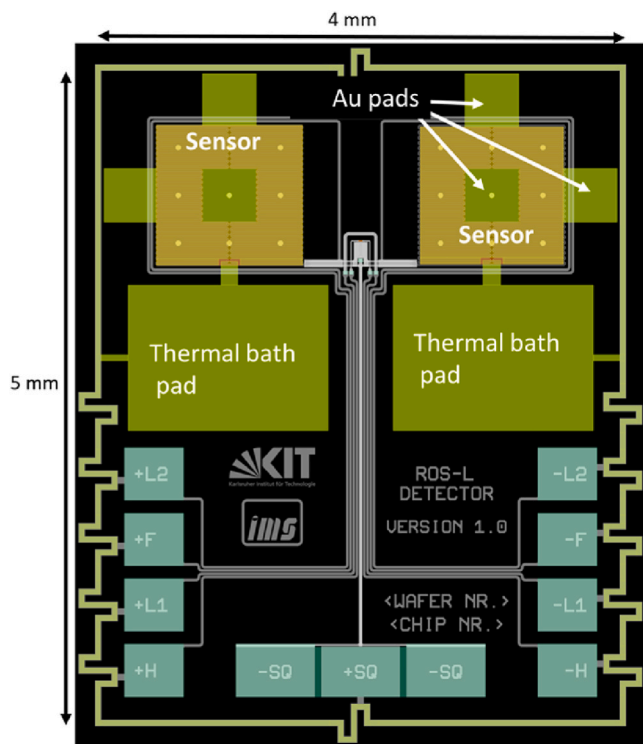 4 mm
Au pads
Sensor
Sensor
5 mm
Thermal bath
pad
Thermal bath
pad
+L2
KIT
Karlsruher Institut für Technologie
ROS-L
DETECTOR
-L2
+F
ims
VERSION 1.0
-F
+L1
<WAFER NR.>
<CHIP NR.>
-L1
+H
-SQ
+SQ
-SQ
-H